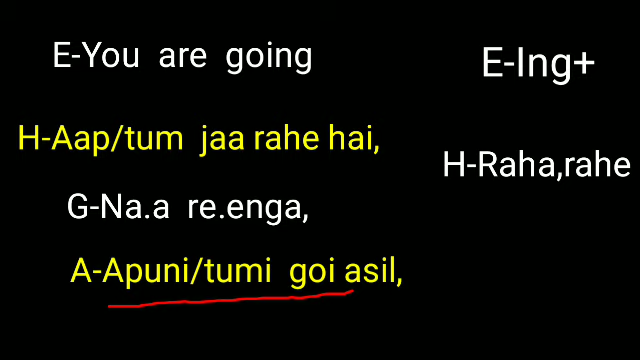 E-You are going
H-Aap/tum jaa rahe hai,
G-Na.a re.enga,
A-Apuni/tumi goi asil,
E-Ing+
H-Raha,rahe